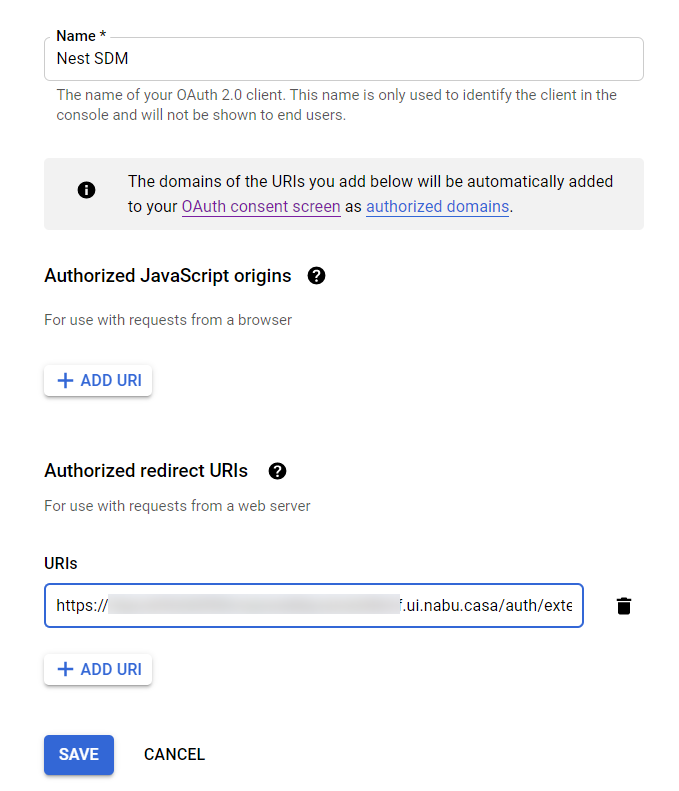 Name *
Nest SDM
The name of your OAuth 2.0 client. This name is only used to identify the client in the
console and will not be shown to end users.
The domains of the URIs you add below will be automatically added
to your OAuth consent screen as authorized domains.
Authorized JavaScript origins
For use with requests from a browser
ADD URI
Authorized redirect URIs
For use with requests from a web server
URIs
https:// f.ui.nabu.casa/auth/exte
ADD URI
SAVE CANCEL